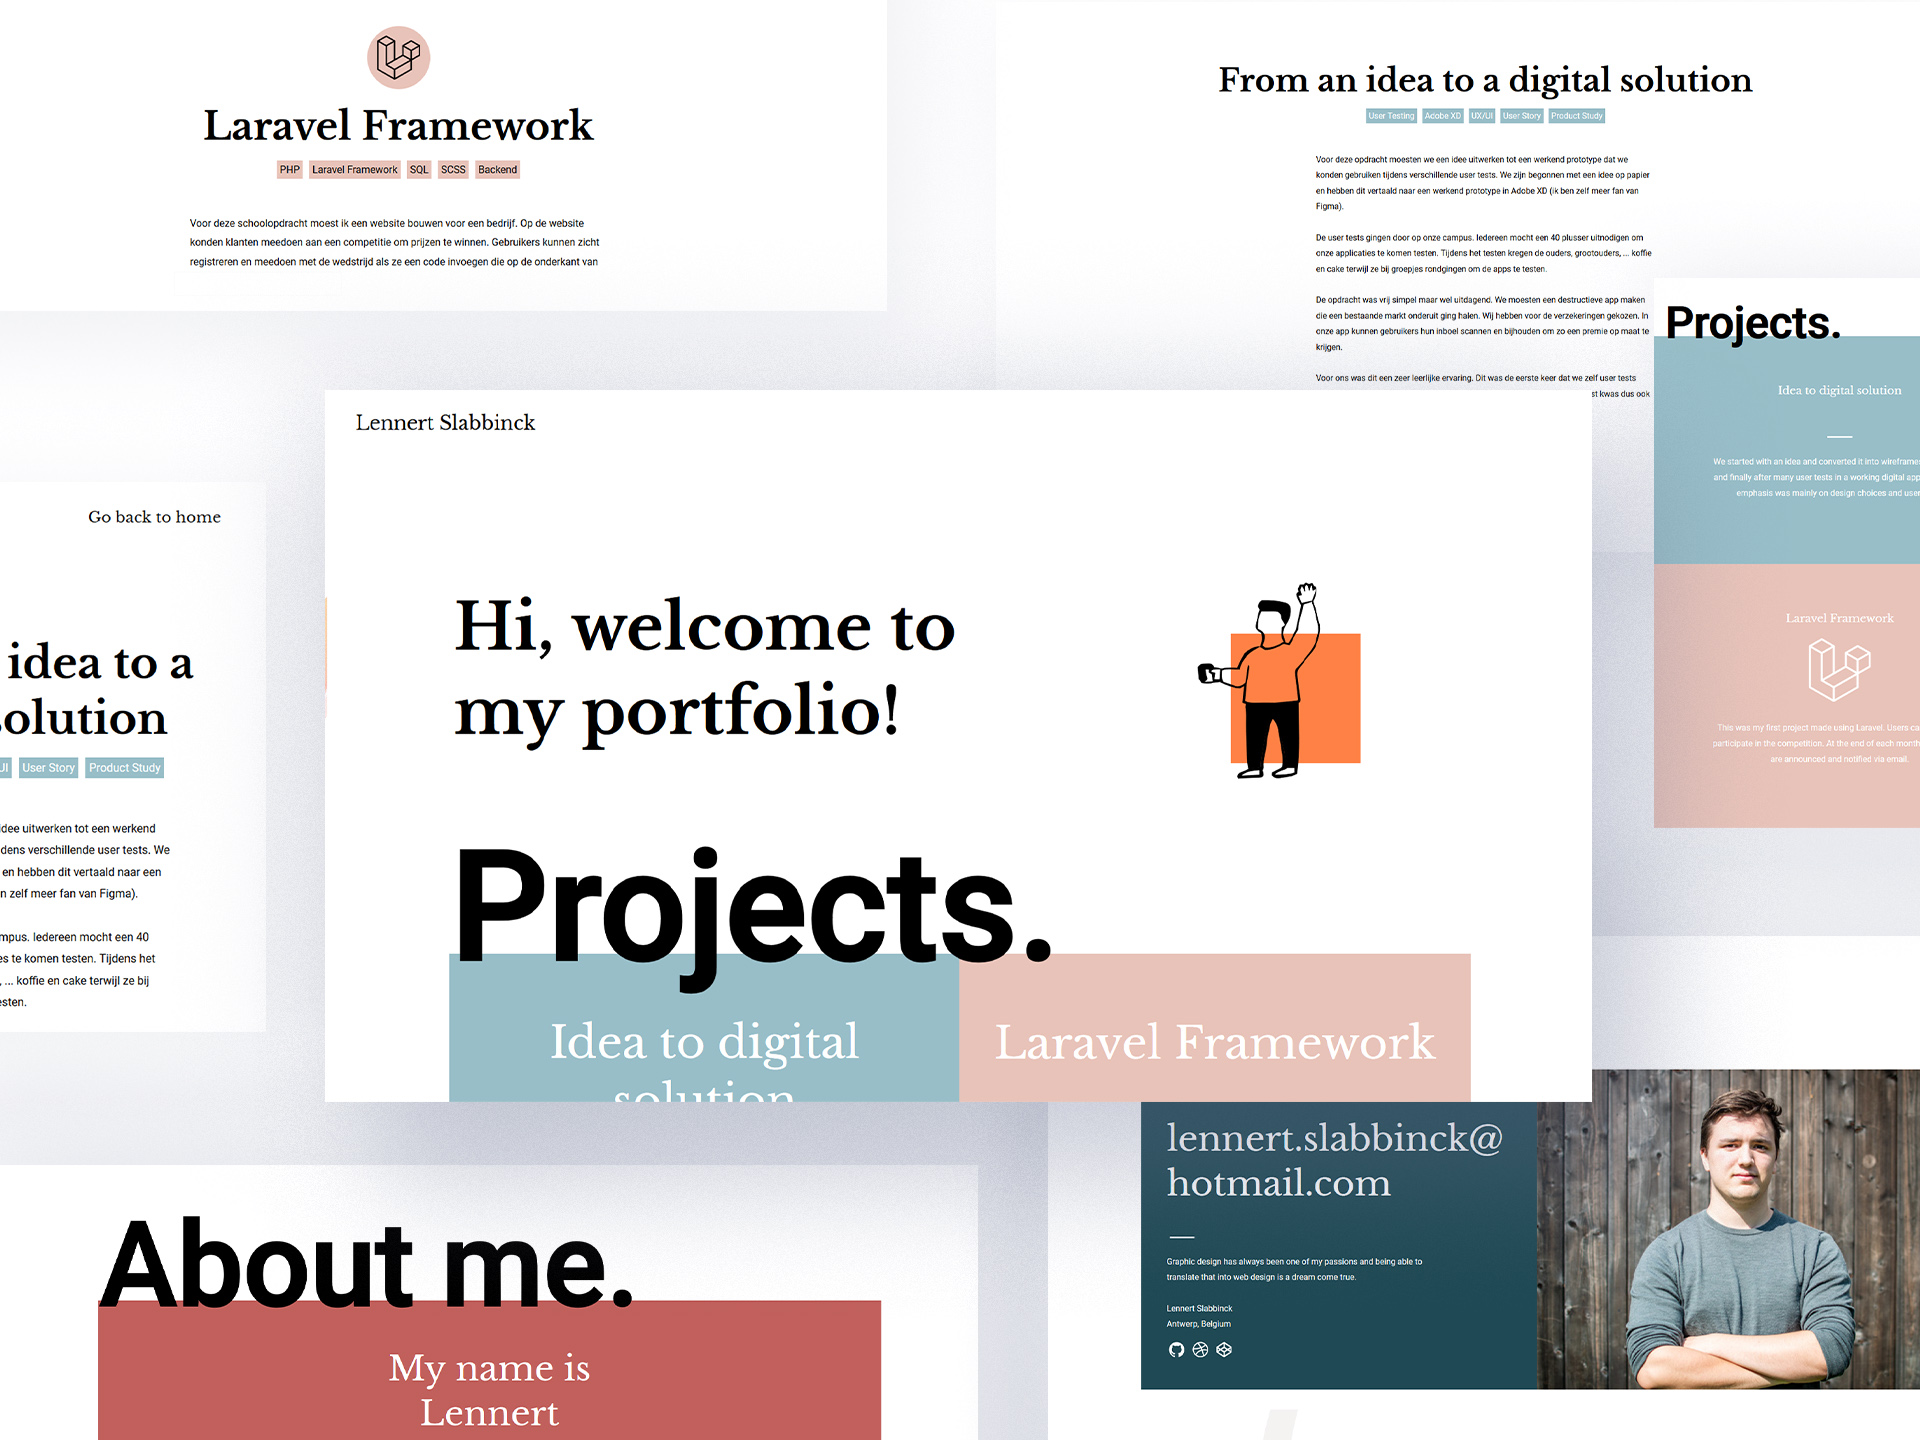 Laravel Framework
PHP Laravel Framework SQL SCSS Backend
Voor deze schoolopdracht moest ik een website bouwen voor een bedrijf. Op de website
konden klanten meedoen aan een competitie om prijzen te winnen. Gebruikers kunnen zicht
registreren en meedoen met de wedstrijd als ze een code invoegen die op de onderkant van
From an idea to a digital solution
User Testing Adobe XD UX/UI User Story Product Study
Voor deze opdracht moesten we een idee uitwerken tot een werkend prototype dat we
konden gebruiken tijdens verschillende user tests. We zijn begonnen met een idee op papier
en hebben dit vertaald naar een werkend prototype in Adobe XD (ik ben zelf meer fan van
Figma).
De user tests gingen door op onze campus. Iedereen mocht een 40 plusser uitnodigen om
onze applicaties te komen testen. Tijdens het testen kregen de ouders, grootouders, ... koffie
en cake terwijl ze bij groepjes rondgingen om de apps te testen.
De opdracht was vrij simpel maar wel uitdagend. We moesten een destructieve app maken
die een bestaande markt onderuit ging halen. Wij hebben voor de verzekeringen gekozen. In
onze app kunnen gebruikers hun inboel scannen en bijhouden om zo een premie op maat te
krijgen.
Voor ons was dit een zeer leerlijke ervaring. Dit was de eerste keer dat we zelf user tests
st kwas dus ook
Projects.
Idea to digital solution
We started with an idea and converted it into wireframes
and finally after many user tests in a working digital app
emphasis was mainly on design choices and user
Laravel Framework
This was my first project made using Laravel. Users ca
participate in the competition. At the end of each month
are announced and notified via email.
Go back to home
idea to a
solution
UI User Story Product Study
idee uitwerken tot een werkend
dens verschillende user tests. We
en hebben dit vertaald naar een
n zelf meer fan van Figma).
mpus. Iedereen mocht een 40
es te komen testen. Tijdens het
, ... koffie en cake terwijl ze bij
esten.
Lennert Slabbinck
Hi, welcome to
my portfolio!
Projects.
Idea to digital
solution
Laravel Framework
About me.
My name is
Lennert
lennert.slabbinck@
hotmail.com
Graphic design has always been one of my passions and being able to
translate that into web design is a dream come true.
Lennert Slabbinck
Antwerp, Belgium